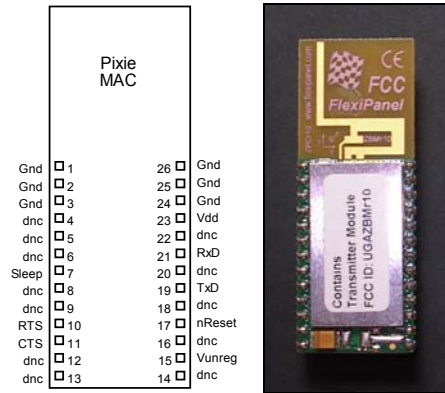 Pixie
MAC
Gnd 1 26 Gnd
Gnd 2 25 Gnd
Gnd 3 24 Gnd
dnc 4 23 Vdd
dnc 5 22 dnc
dnc 6 21 RxD
Sleep 7 20 dnc
dnc 8 19 TxD
dnc 9 18 dnc
RTS 10 17 nReset
CTS 11 16 dnc
dnc 12 15 Vunreg
dnc 13 14 dnc
CE
FCC
FlexiPanel
www.flexipanel.com
Contains
Transmitter Module
FCC ID: UGAZBMr10